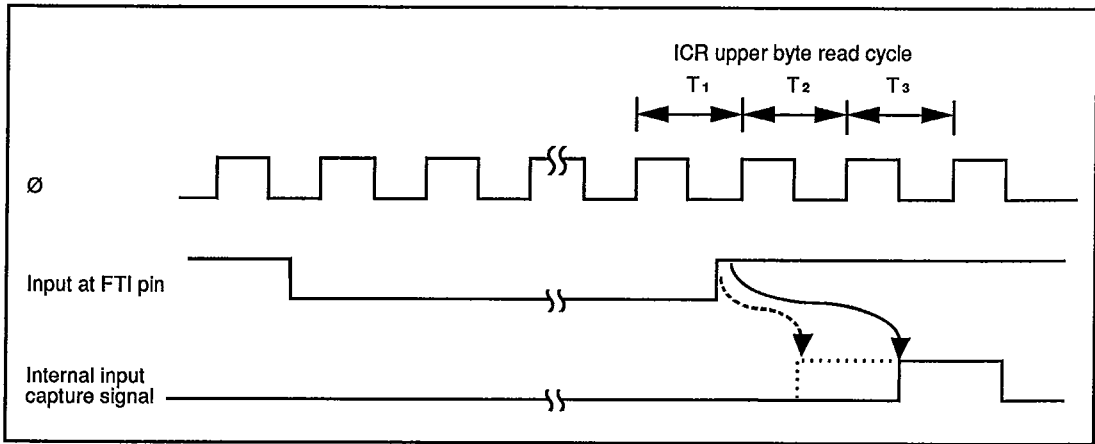 ICR upper byte read cycle
T1 T2 T3
Ø
Input at FTI pin
Internal input
capture signal